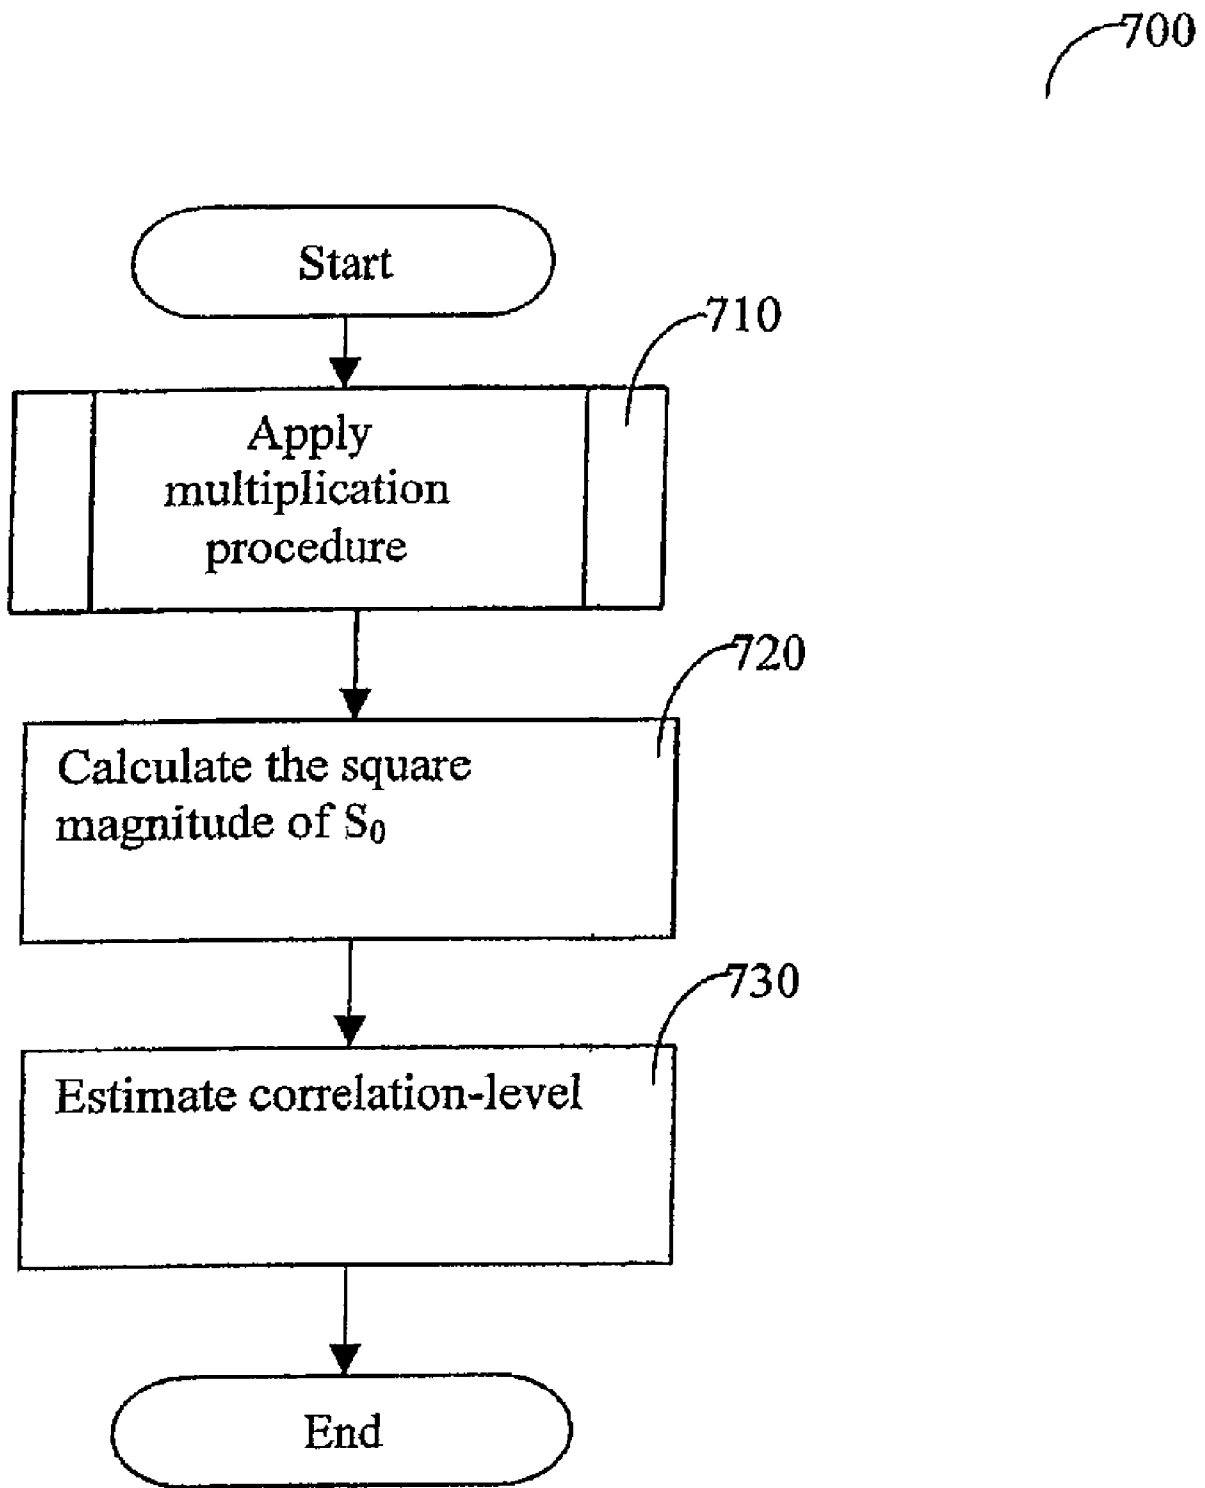 700
Start
710
Apply
multiplication
procedure
720
Calculate the square
magnitude of S₀
730
Estimate correlation-level
End